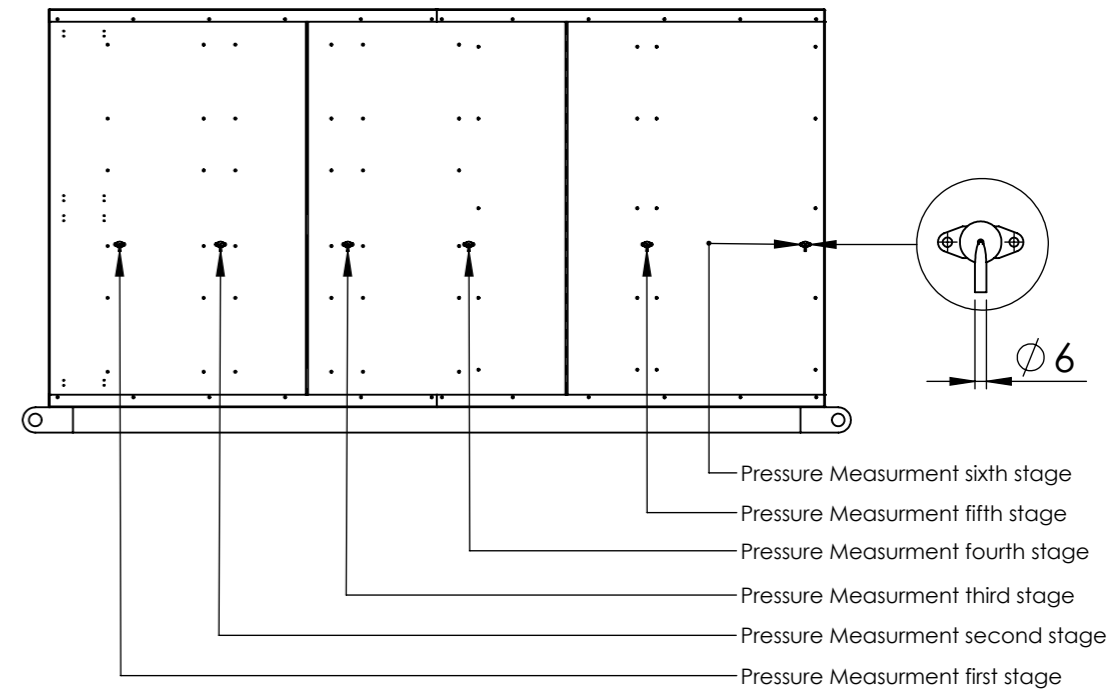 ⌀ 6
Pressure Measurment sixth stage
Pressure Measurment fifth stage
Pressure Measurment fourth stage
Pressure Measurment third stage
Pressure Measurment second stage
Pressure Measurment first stage